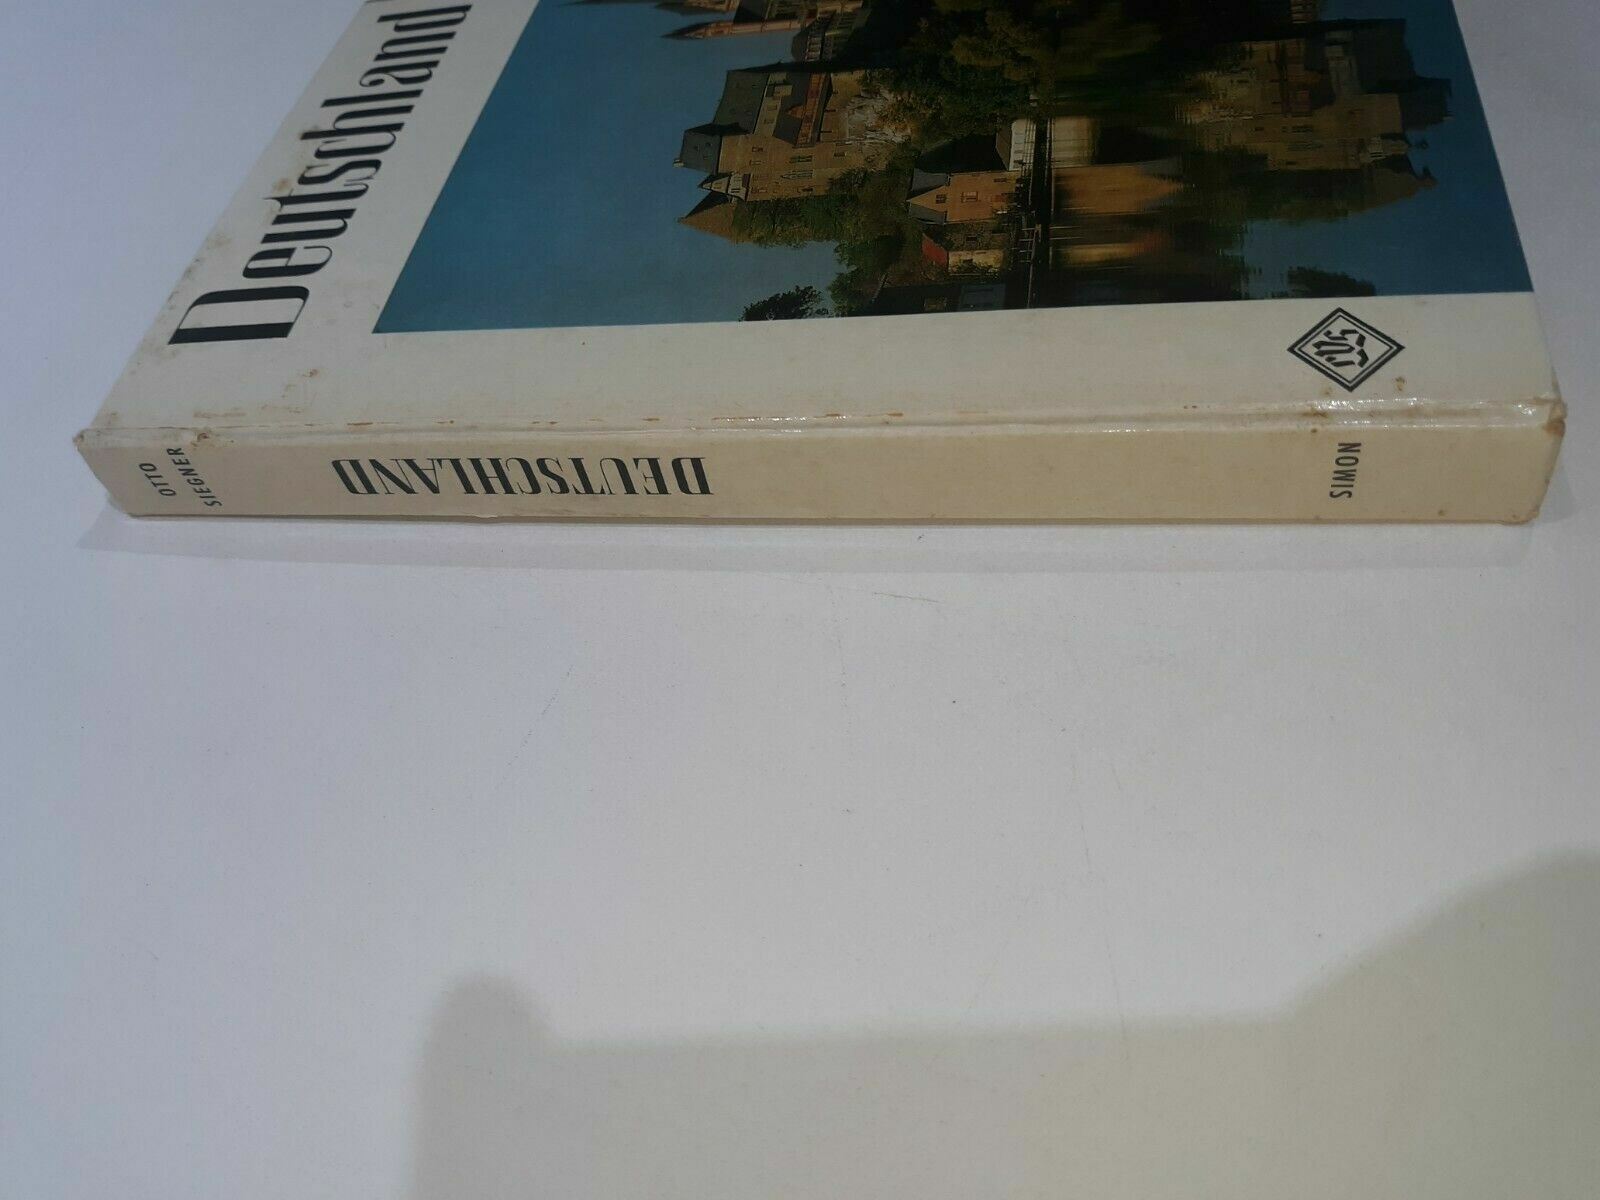 Deutschland
OTTO
SIEGNER
DEUTSCHLAND
SIMON